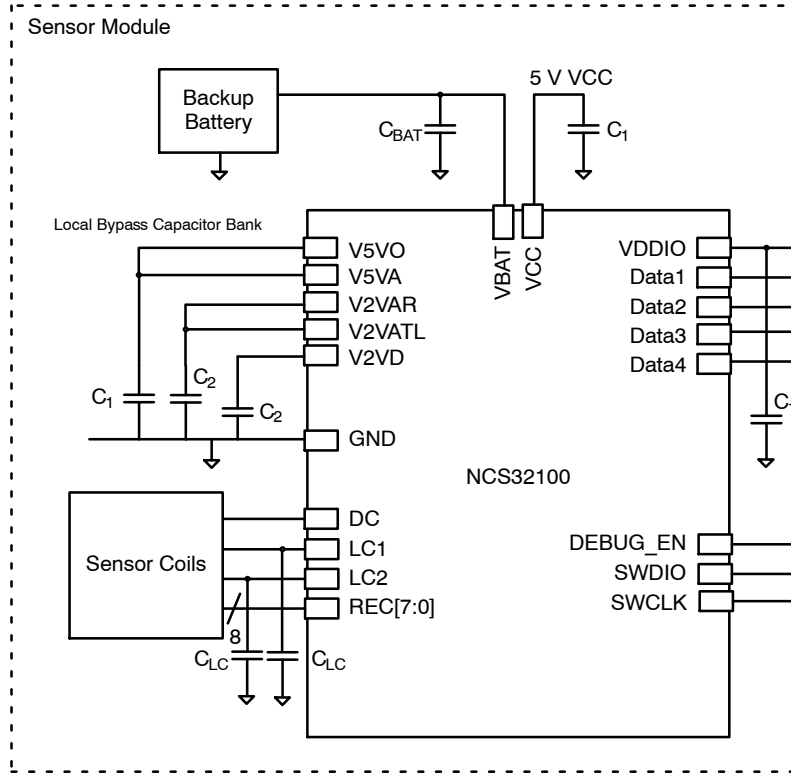 Sensor Module
5 V VCC
Backup
Battery
CBAT
C1
Local Bypass Capacitor Bank
V5VO
V5VA
V2VAR
V2VATL
V2VD
VBAT
VCC
VDDIO
Data1
Data2
Data3
Data4
C1
C2
C2
GND
NCS32100
DC
LC1
LC2
REC[7:0]
Sensor Coils
8
CLC
CLC
DEBUG_EN
SWDIO
SWCLK